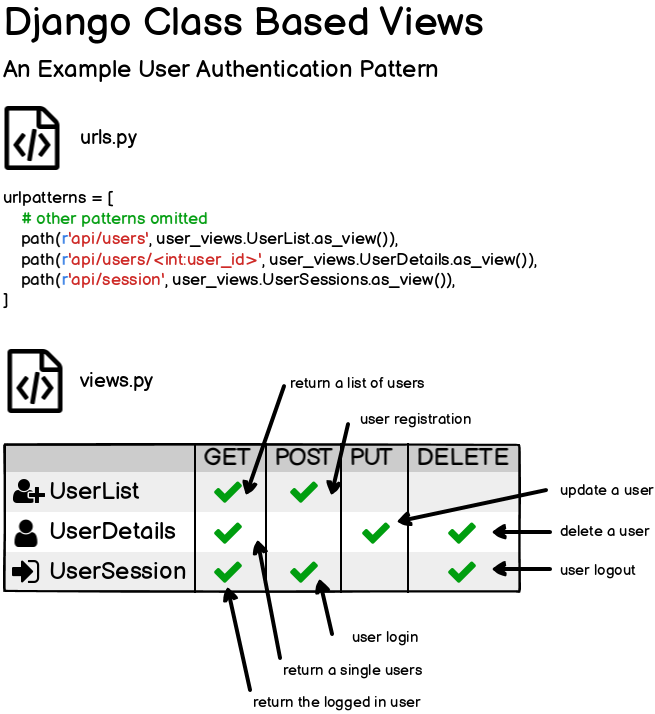 Django Class Based Views
An Example User Authentication Pattern
</>
urls.py
urlpatterns = [
# other patterns omitted
path(r'api/users', user_views.UserList.as_view()),
path(r'api/users/<int:user_id>', user_views.UserDetails.as_view()),
path(r'api/session', user_views.UserSessions.as_view()),
]
</>
views.py
return a list of users
user registration
GET POST PUT DELETE
UserList
update a user
UserDetails
delete a user
UserSession
user logout
user login
return a single users
return the logged in user